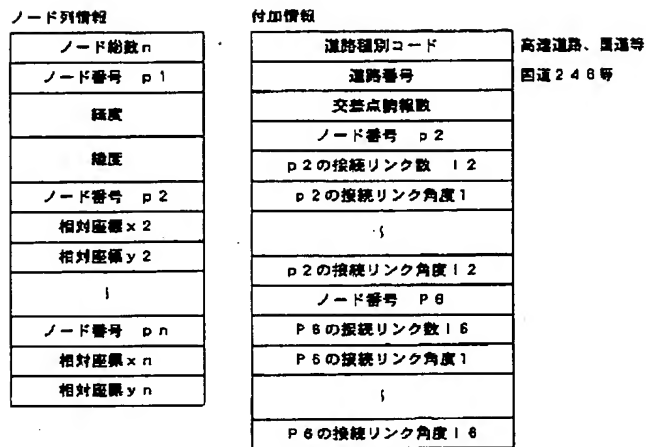 ノード列情報
ノード総数n
ノード番号 p1
経度
緯度
ノード番号 p2
相対座標x2
相対座標y2
〜
ノード番号 pn
相対座標xn
相対座標yn
付加情報
道路種別コード 高速道路、国道等
道路番号 国道246等
交差点情報数
ノード番号 p2
p2の接続リンク数 l2
p2の接続リンク角度1
〜
p2の接続リンク角度l2
ノード番号 P6
P6の接続リンク数l6
P6の接続リンク角度1
〜
P6の接続リンク角度l6